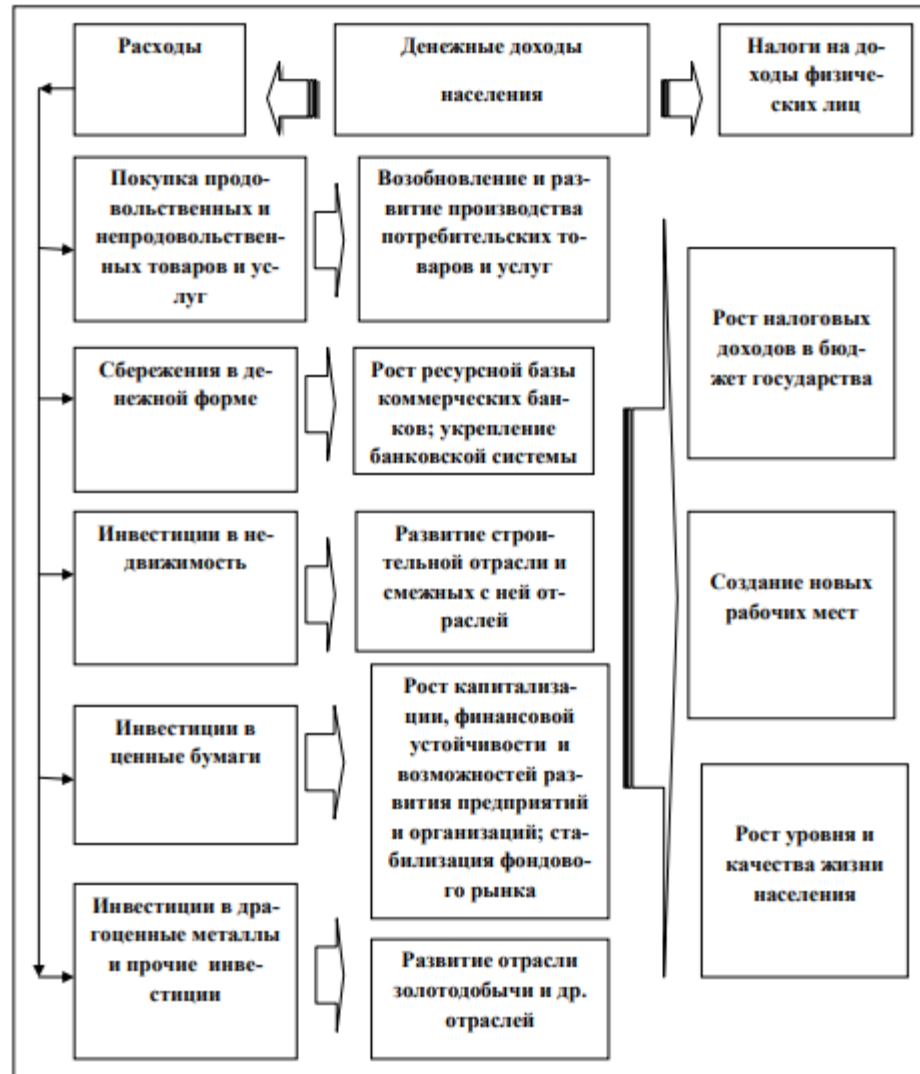 Расходы
Денежные доходы
населения
Налоги на до-
ходы физичес-
ких лиц
Покупка продо-
вольственных и
непродовольствен-
ных товаров и ус-
луг
Возобновление и раз-
витие производства
потребительских то-
варов и услуг
Сбережения в де-
нежной форме
Рост ресурсной базы
коммерческих бан-
ков; укрепление
банковской системы
Инвестиции в не-
движимость
Развитие строи-
тельной отрасли и
смежных с ней от-
раслей
Инвестиции в
ценные бумаги
Рост капитализа-
ции, финансовой
устойчивости и
возможностей раз-
вития предприятий
и организаций; ста-
билизация фондово-
го рынка
Инвестиции в дра-
гоценные металлы
и прочие инве-
стиции
Развитие отрасли
золотодобычи и др.
отраслей
Рост налоговых
доходов в бюд-
жет государства
Создание новых
рабочих мест
Рост уровня и
качества жизни
населения